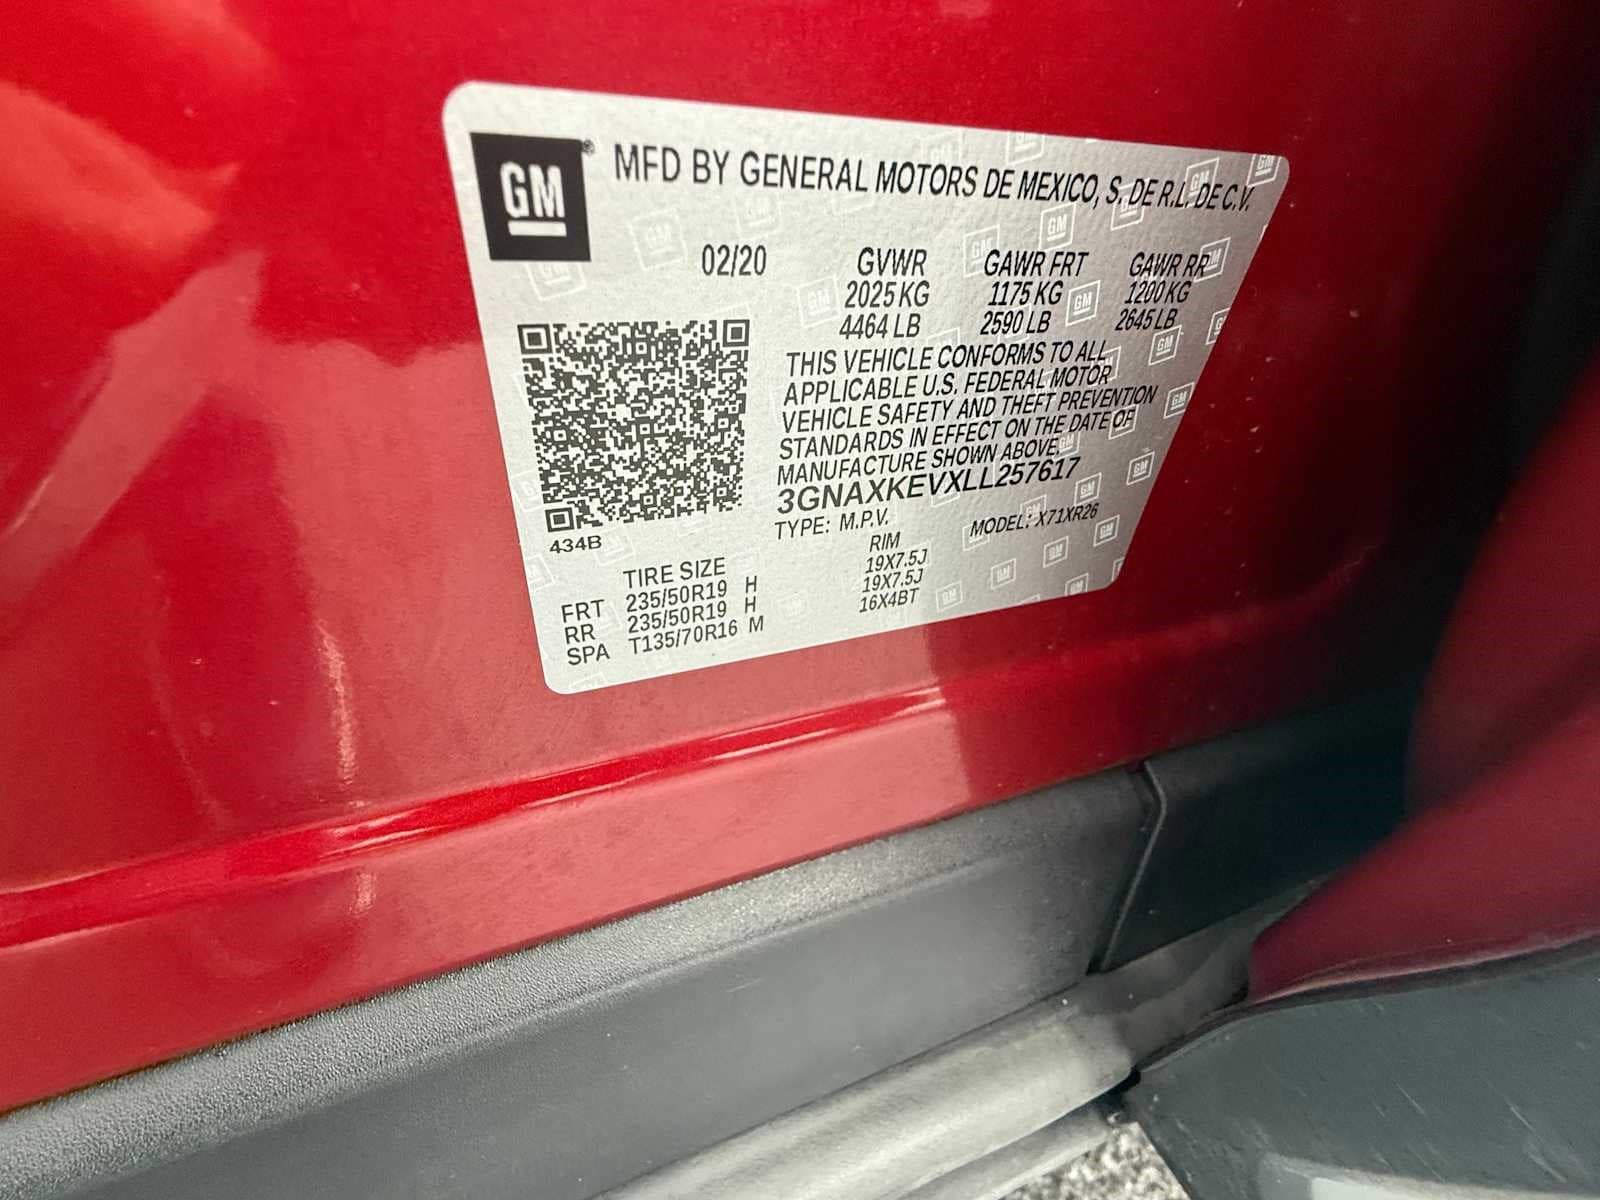 GM® MFD BY GENERAL MOTORS DE MEXICO, S. DE R.L. DE C.V.
02/20 GVWR GAWR FRT GAWR RR
2025 KG 1175 KG 1200 KG
4464 LB 2590 LB 2645 LB
THIS VEHICLE CONFORMS TO ALL
APPLICABLE U.S. FEDERAL MOTOR
VEHICLE SAFETY AND THEFT PREVENTION
STANDARDS IN EFFECT ON THE DATE OF
MANUFACTURE SHOWN ABOVE.
3GNAXKEVXLL257617
TYPE: M.P.V. MODEL: X71XR26
434B
TIRE SIZE RIM
FRT 235/50R19 H 19X7.5J
RR 235/50R19 H 19X7.5J
SPA T135/70R16 M 16X4BT